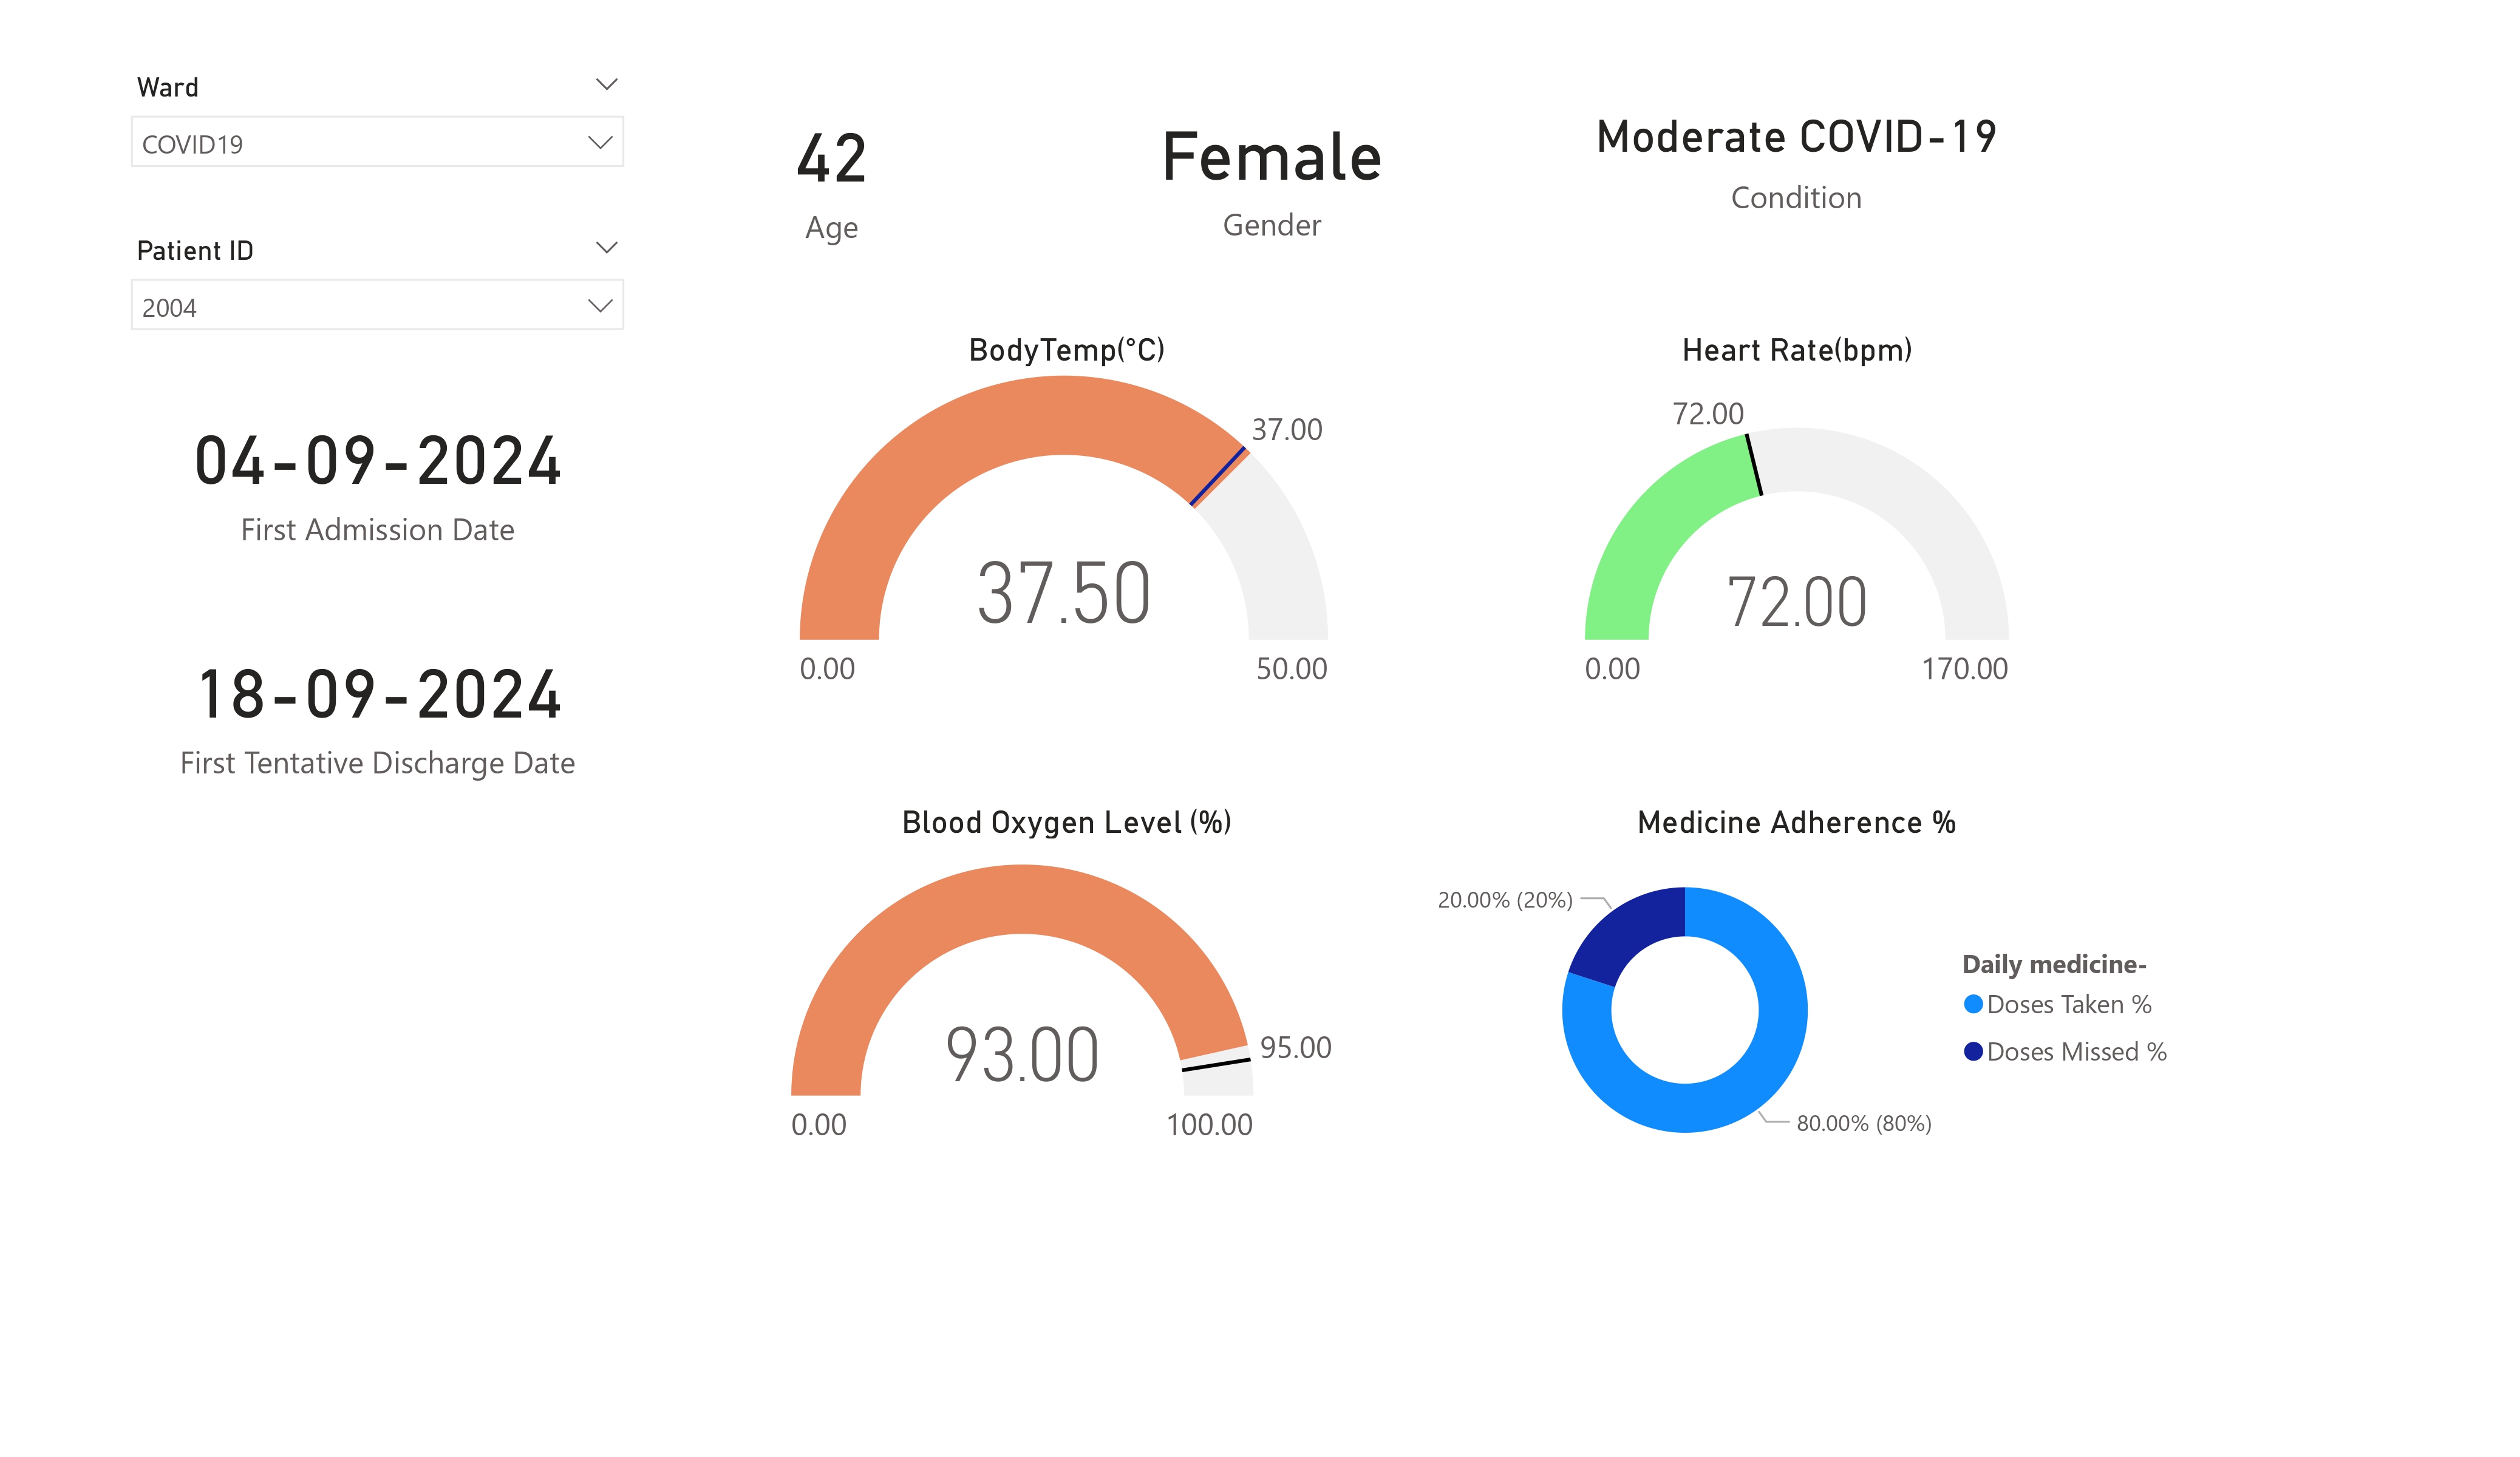 Ward
COVID19
Patient ID
2004
04-09-2024
First Admission Date
18-09-2024
First Tentative Discharge Date
42
Age
Female
Gender
Moderate COVID-19
Condition
BodyTemp(°C)
37.00
37.50
0.00
50.00
Heart Rate(bpm)
72.00
72.00
0.00
170.00
Blood Oxygen Level (%)
95.00
93.00
0.00
100.00
Medicine Adherence %
20.00% (20%)
80.00% (80%)
Daily medicine-
Doses Taken %
Doses Missed %